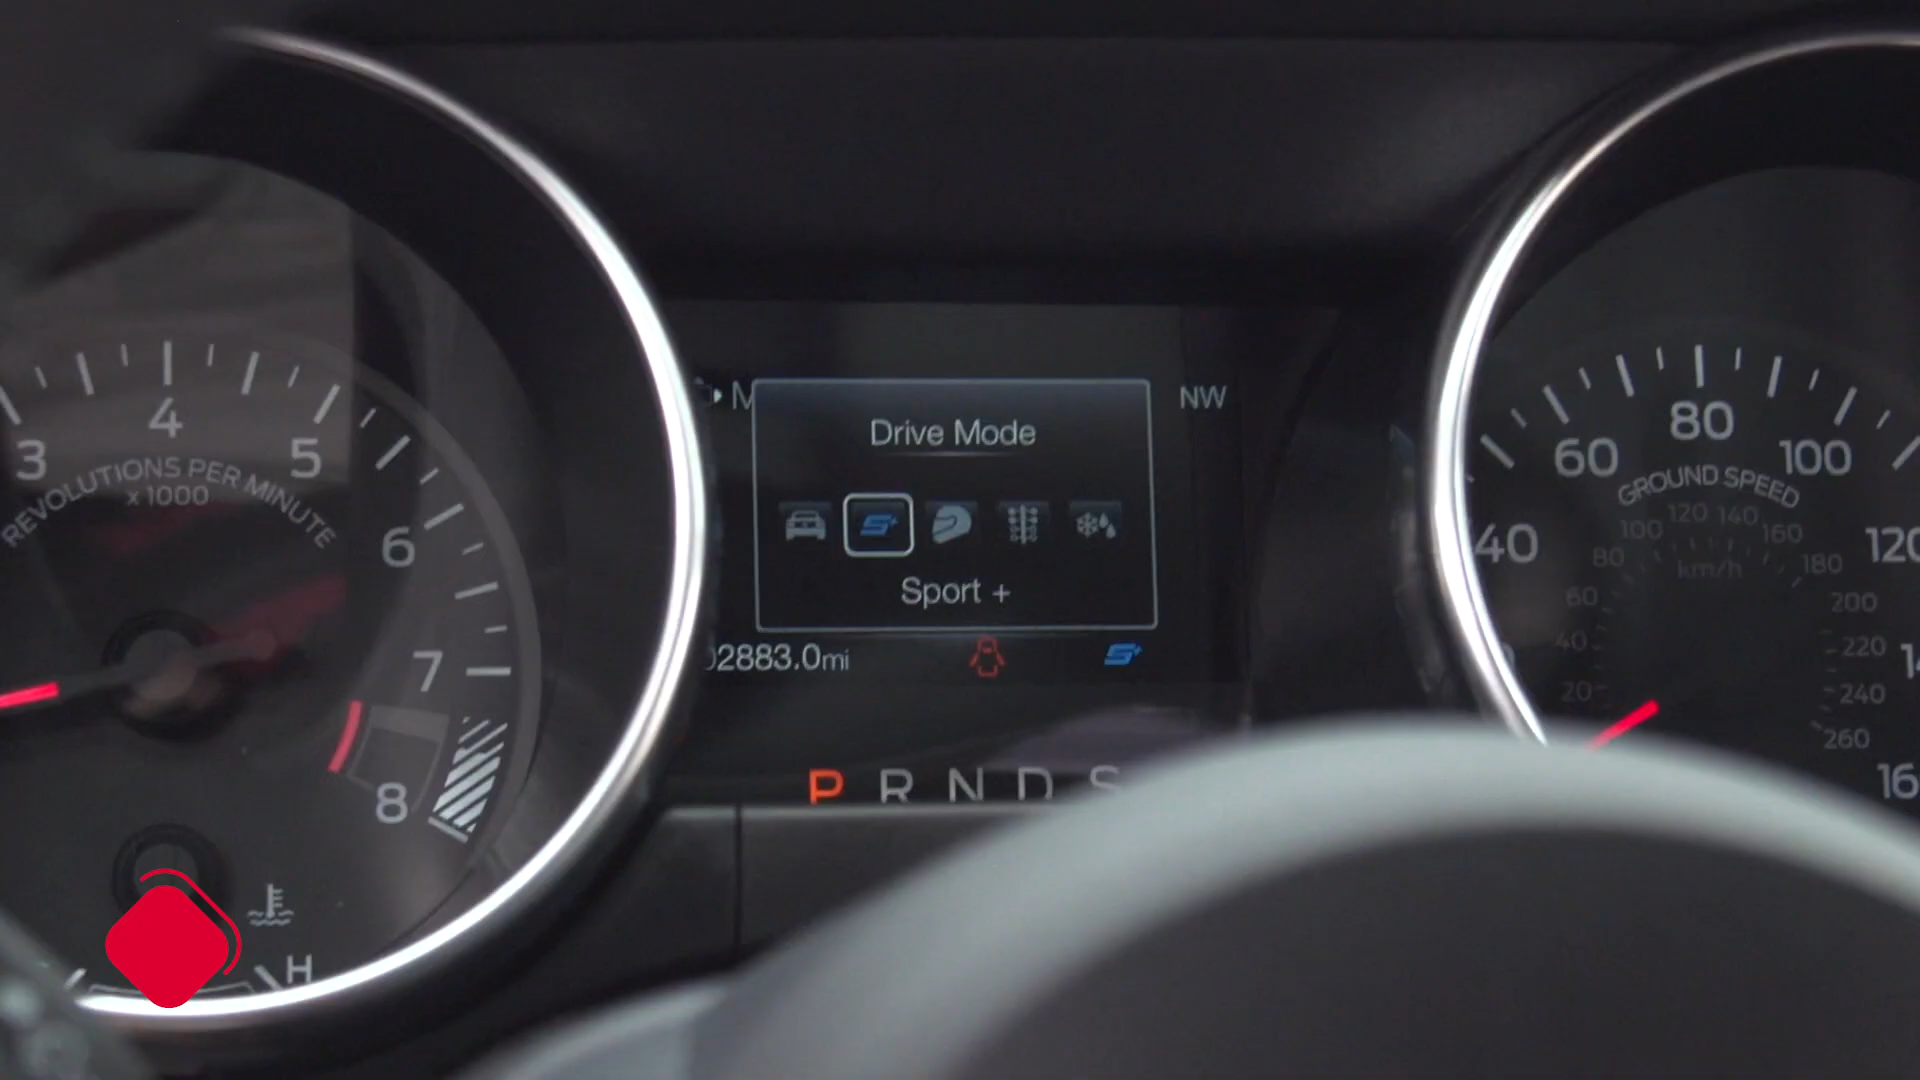 M
NW
Drive Mode
Sport +
2883.0mi
P R N D S
3 4 5 6 7 8
REVOLUTIONS PER MINUTE
x 1000
H
40 60 80 100 120
GROUND SPEED
20 40 60 80 100 120 140 160 180 200 220 240 260
km/h